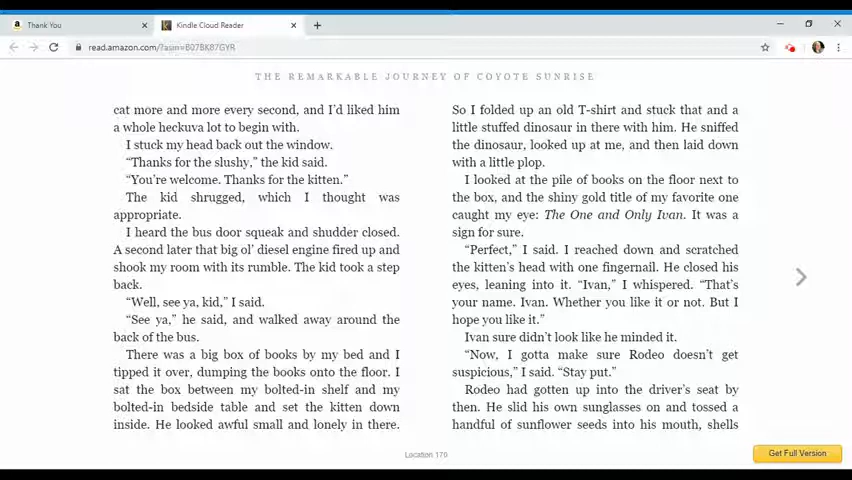 Thank You
Kindle Cloud Reader
read.amazon.com/?asin=B07BK87GYR
THE REMARKABLE JOURNEY OF COYOTE SUNRISE
cat more and more every second, and I'd liked him
a whole heckuva lot to begin with.
I stuck my head back out the window.
"Thanks for the slushy," the kid said.
"You're welcome. Thanks for the kitten."
The kid shrugged, which I thought was
appropriate.
I heard the bus door squeak and shudder closed.
A second later that big ol' diesel engine fired up and
shook my room with its rumble. The kid took a step
back.
"Well, see ya, kid," I said.
"See ya," he said, and walked away around the
back of the bus.
There was a big box of books by my bed and I
tipped it over, dumping the books onto the floor. I
sat the box between my bolted-in shelf and my
bolted-in bedside table and set the kitten down
inside. He looked awful small and lonely in there.
So I folded up an old T-shirt and stuck that and a
little stuffed dinosaur in there with him. He sniffed
the dinosaur, looked up at me, and then laid down
with a little plop.
I looked at the pile of books on the floor next to
the box, and the shiny gold title of my favorite one
caught my eye: The One and Only Ivan. It was a
sign for sure.
"Perfect," I said. I reached down and scratched
the kitten's head with one fingernail. He closed his
eyes, leaning into it. "Ivan," I whispered. "That's
your name. Ivan. Whether you like it or not. But I
hope you like it."
Ivan sure didn't look like he minded it.
"Now, I gotta make sure Rodeo doesn't get
suspicious," I said. "Stay put."
Rodeo had gotten up into the driver's seat by
then. He slid his own sunglasses on and tossed a
handful of sunflower seeds into his mouth, shells
Location 170
Get Full Version